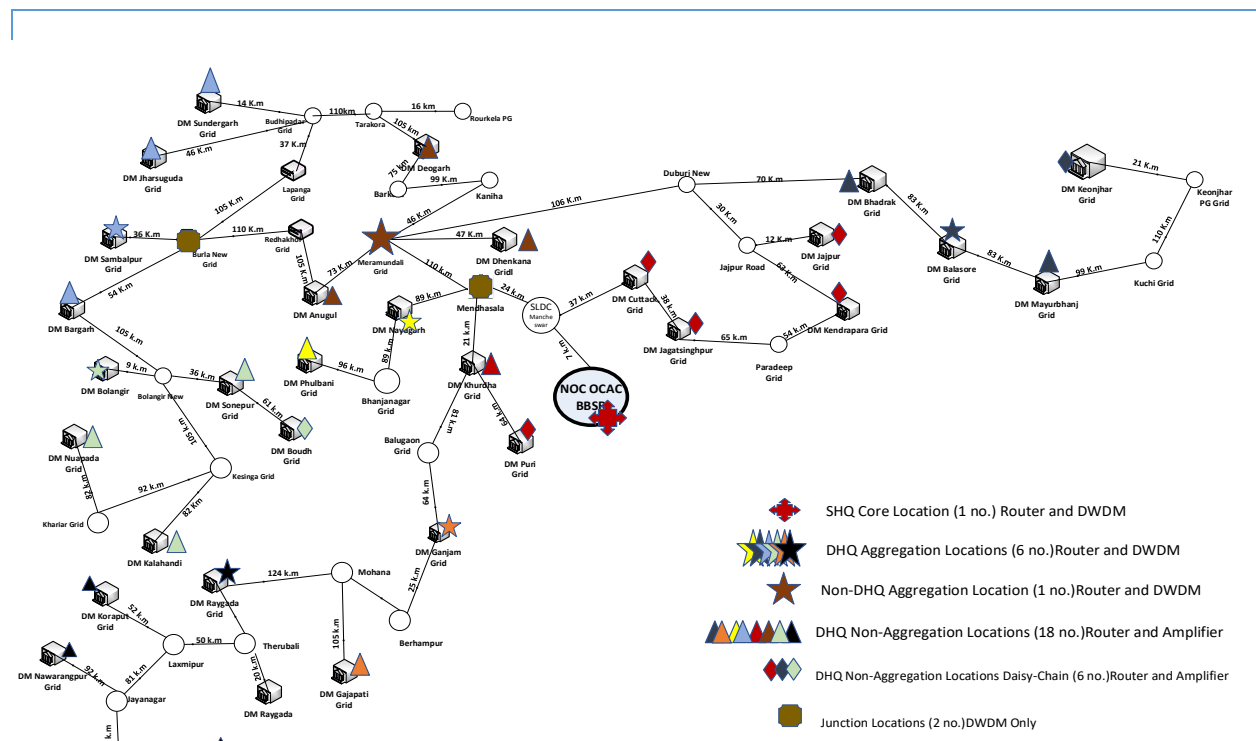 14 K.m
DM Sundergarh
Grid
Budhipadar
Grid
110km
Tarakora
16 km
Rourkela PG
46 K.m
DM Jharsuguda
Grid
37 K.m
Lapanga
Grid
105 km
DM Deogarh
75 km
99 K.m
Kaniha
Duburi New
70 K.m
DM Bhadrak
Grid
DM Keonjhar
Grid
21 K.m
Keonjhar
PG Grid
105 K.m
36 K.m
DM Sambalpur
Grid
Burla New
Grid
110 K.m
Redhakhol
Grid
46 K.m
106 K.m
Meramundali
Grid
47 K.m
DM Dhenkana
Gridl
30 K.m
12 K.m
DM Jajpur
Grid
Jajpur Road
83 K.m
DM Balasore
Grid
83 K.m
DM Mayurbhanj
Grid
99 K.m
110 K.m
Kuchi Grid
54 K.m
DM Bargarh
105 K.m
73 K.m
DM Anugul
110 k.m
Mendhasala
24 k.m
SLDC
Manche
swar
37 k.m
DM Cuttack
Grid
38 k.m
DM Jagatsinghpur
Grid
65 k.m
54 k.m
63 K.m
DM Kendrapara Grid
Paradeep
Grid
89 k.m
DM Nayagarh
Grid
89 k.m
DM Phulbani
Grid
96 k.m
Bhanjanagar
Grid
21 k.m
DM Khurdha
Grid
7 k.m
NOC OCAC
BBSR
105 k.m
9 k.m
DM Bolangir
Bolangir New
36 k.m
DM Sonepur
Grid
61 k.m
DM Boudh
Grid
81 k.m
64 k.m
DM Puri
Grid
Balugaon
Grid
DM Nuapada
Grid
82 k.m
105 k.m
Kesinga Grid
92 k.m
Khariar Grid
82 Km
DM Kalahandi
64 k.m
DM Ganjam
Grid
25 k.m
Berhampur
124 k.m
Mohana
105 k.m
DM Gajapati
Grid
DM Raygada
Grid
Therubali
20 k.m
DM Raygada
50 k.m
Laxmipur
52 k.m
DM Koraput
Grid
DM Nawarangpur
Grid
92 k.m
81 k.m
Jayanagar
k.m
SHQ Core Location (1 no.) Router and DWDM
DHQ Aggregation Locations (6 no.)Router and DWDM
Non-DHQ Aggregation Location (1 no.)Router and DWDM
DHQ Non-Aggregation Locations (18 no.)Router and Amplifier
DHQ Non-Aggregation Locations Daisy-Chain (6 no.)Router and Amplifier
Junction Locations (2 no.)DWDM Only